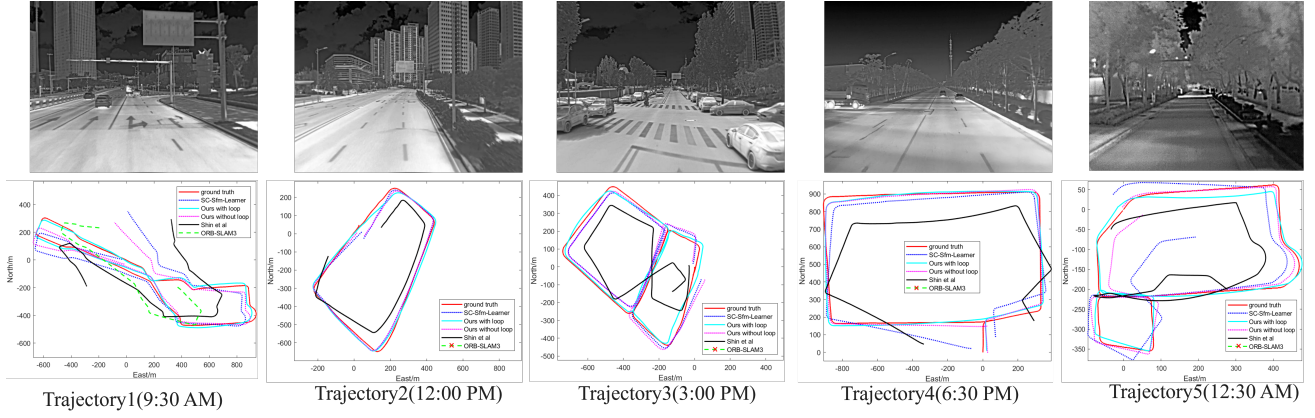 400
200
0
-200
-400
-600
North/m
-600
-400
-200
0
200
400
600
800
East/m
ground truth
SC-Sfm-Learner
Ours with loop
Ours without loop
Shin et al
ORB-SLAM3
Trajectory1(9:30 AM)
200
100
0
-100
-200
-300
-400
-500
-600
North/m
-400
-200
0
200
400
600
800
East/m
ground truth
SC-Sfm-Learner
Ours with loop
Ours without loop
Shin et al
ORB-SLAM3
Trajectory2(12:00 PM)
400
300
200
100
0
-100
-200
-300
-400
-500
North/m
-600
-400
-200
0
200
400
East/m
ground truth
SC-Sfm-Learner
Ours with loop
Ours without loop
Shin et al
ORB-SLAM3
Trajectory3(3:00 PM)
900
800
700
600
500
400
300
200
100
0
North/m
-800
-600
-400
-200
0
200
East/m
ground truth
SC-Sfm-Learner
Ours with loop
Ours without loop
Shin et al
ORB-SLAM3
Trajectory4(6:30 PM)
50
0
-50
-100
-150
-200
-250
-300
-350
North/m
0
100
200
300
400
East/m
ground truth
SC-Sfm-Learner
Ours with loop
Ours without loop
Shin et al
ORB-SLAM3
Trajectory5(12:30 AM)